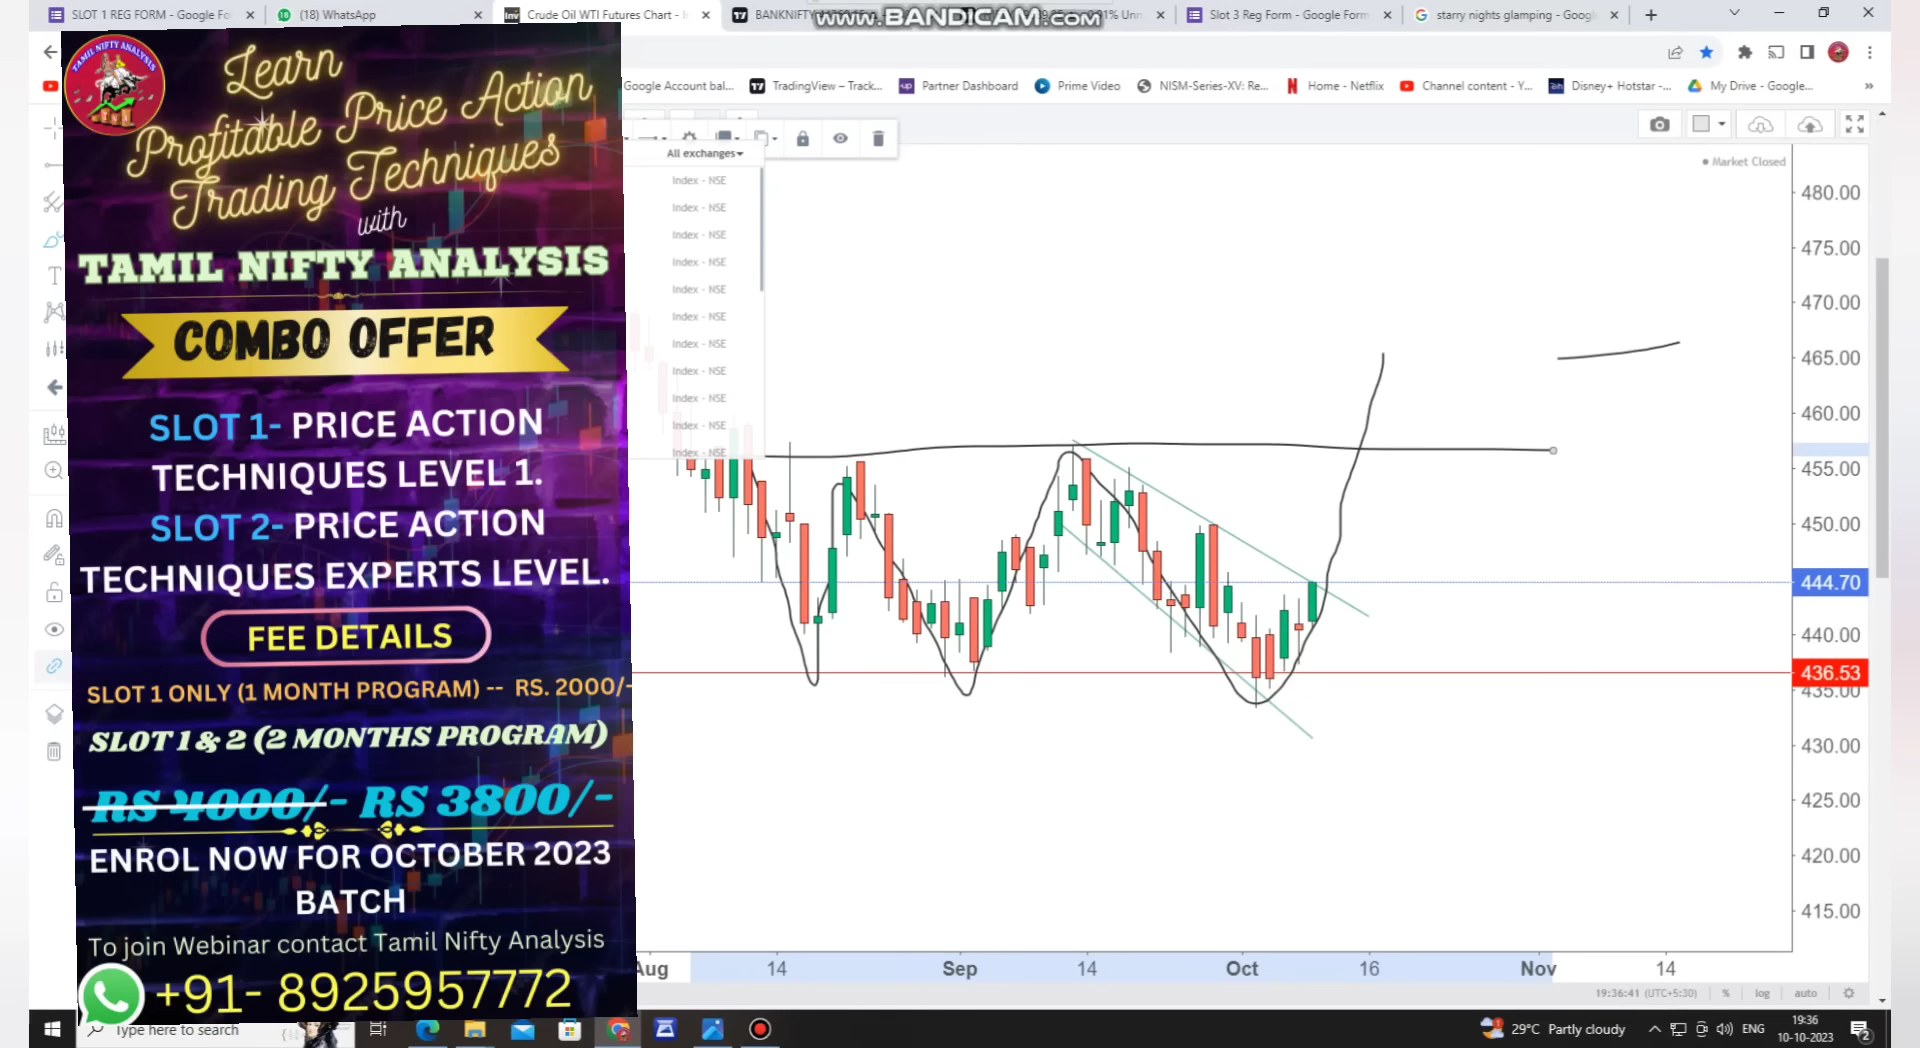 SLOT 1 REG FORM - Google Fo
(18) WhatsApp
Crude Oil WTI Futures Chart - I
BANKNIFTY
www.BANDICAM.com
Slot 3 Reg Form - Google Form
starry nights glamping - Goog
Google Account bal...
TradingView – Track...
Partner Dashboard
Prime Video
NISM-Series-XV: Re...
Home - Netflix
Channel content - Y...
Disney+ Hotstar -...
My Drive - Google...
TAMIL NIFTY ANALYSIS
TNA
Learn
Profitable Price Action
Trading Techniques
with
TAMIL NIFTY ANALYSIS
COMBO OFFER
SLOT 1- PRICE ACTION
TECHNIQUES LEVEL 1.
SLOT 2- PRICE ACTION
TECHNIQUES EXPERTS LEVEL.
FEE DETAILS
SLOT 1 ONLY (1 MONTH PROGRAM) -- RS. 2000/-
SLOT 1 & 2 (2 MONTHS PROGRAM)
RS 4000/- RS 3800/-
ENROL NOW FOR OCTOBER 2023
BATCH
To join Webinar contact Tamil Nifty Analysis
+91- 8925957772
All exchanges
Index - NSE
Index - NSE
Index - NSE
Index - NSE
Index - NSE
Index - NSE
Index - NSE
Index - NSE
Index - NSE
Index - NSE
Index - NSE
Market Closed
480.00
475.00
470.00
465.00
460.00
455.00
450.00
444.70
440.00
436.53
435.00
430.00
425.00
420.00
415.00
Aug
14
Sep
14
Oct
16
Nov
14
19:36:41 (UTC+5:30)
%
log
auto
Type here to search
29°C Partly cloudy
ENG
19:36
10-10-2023
2